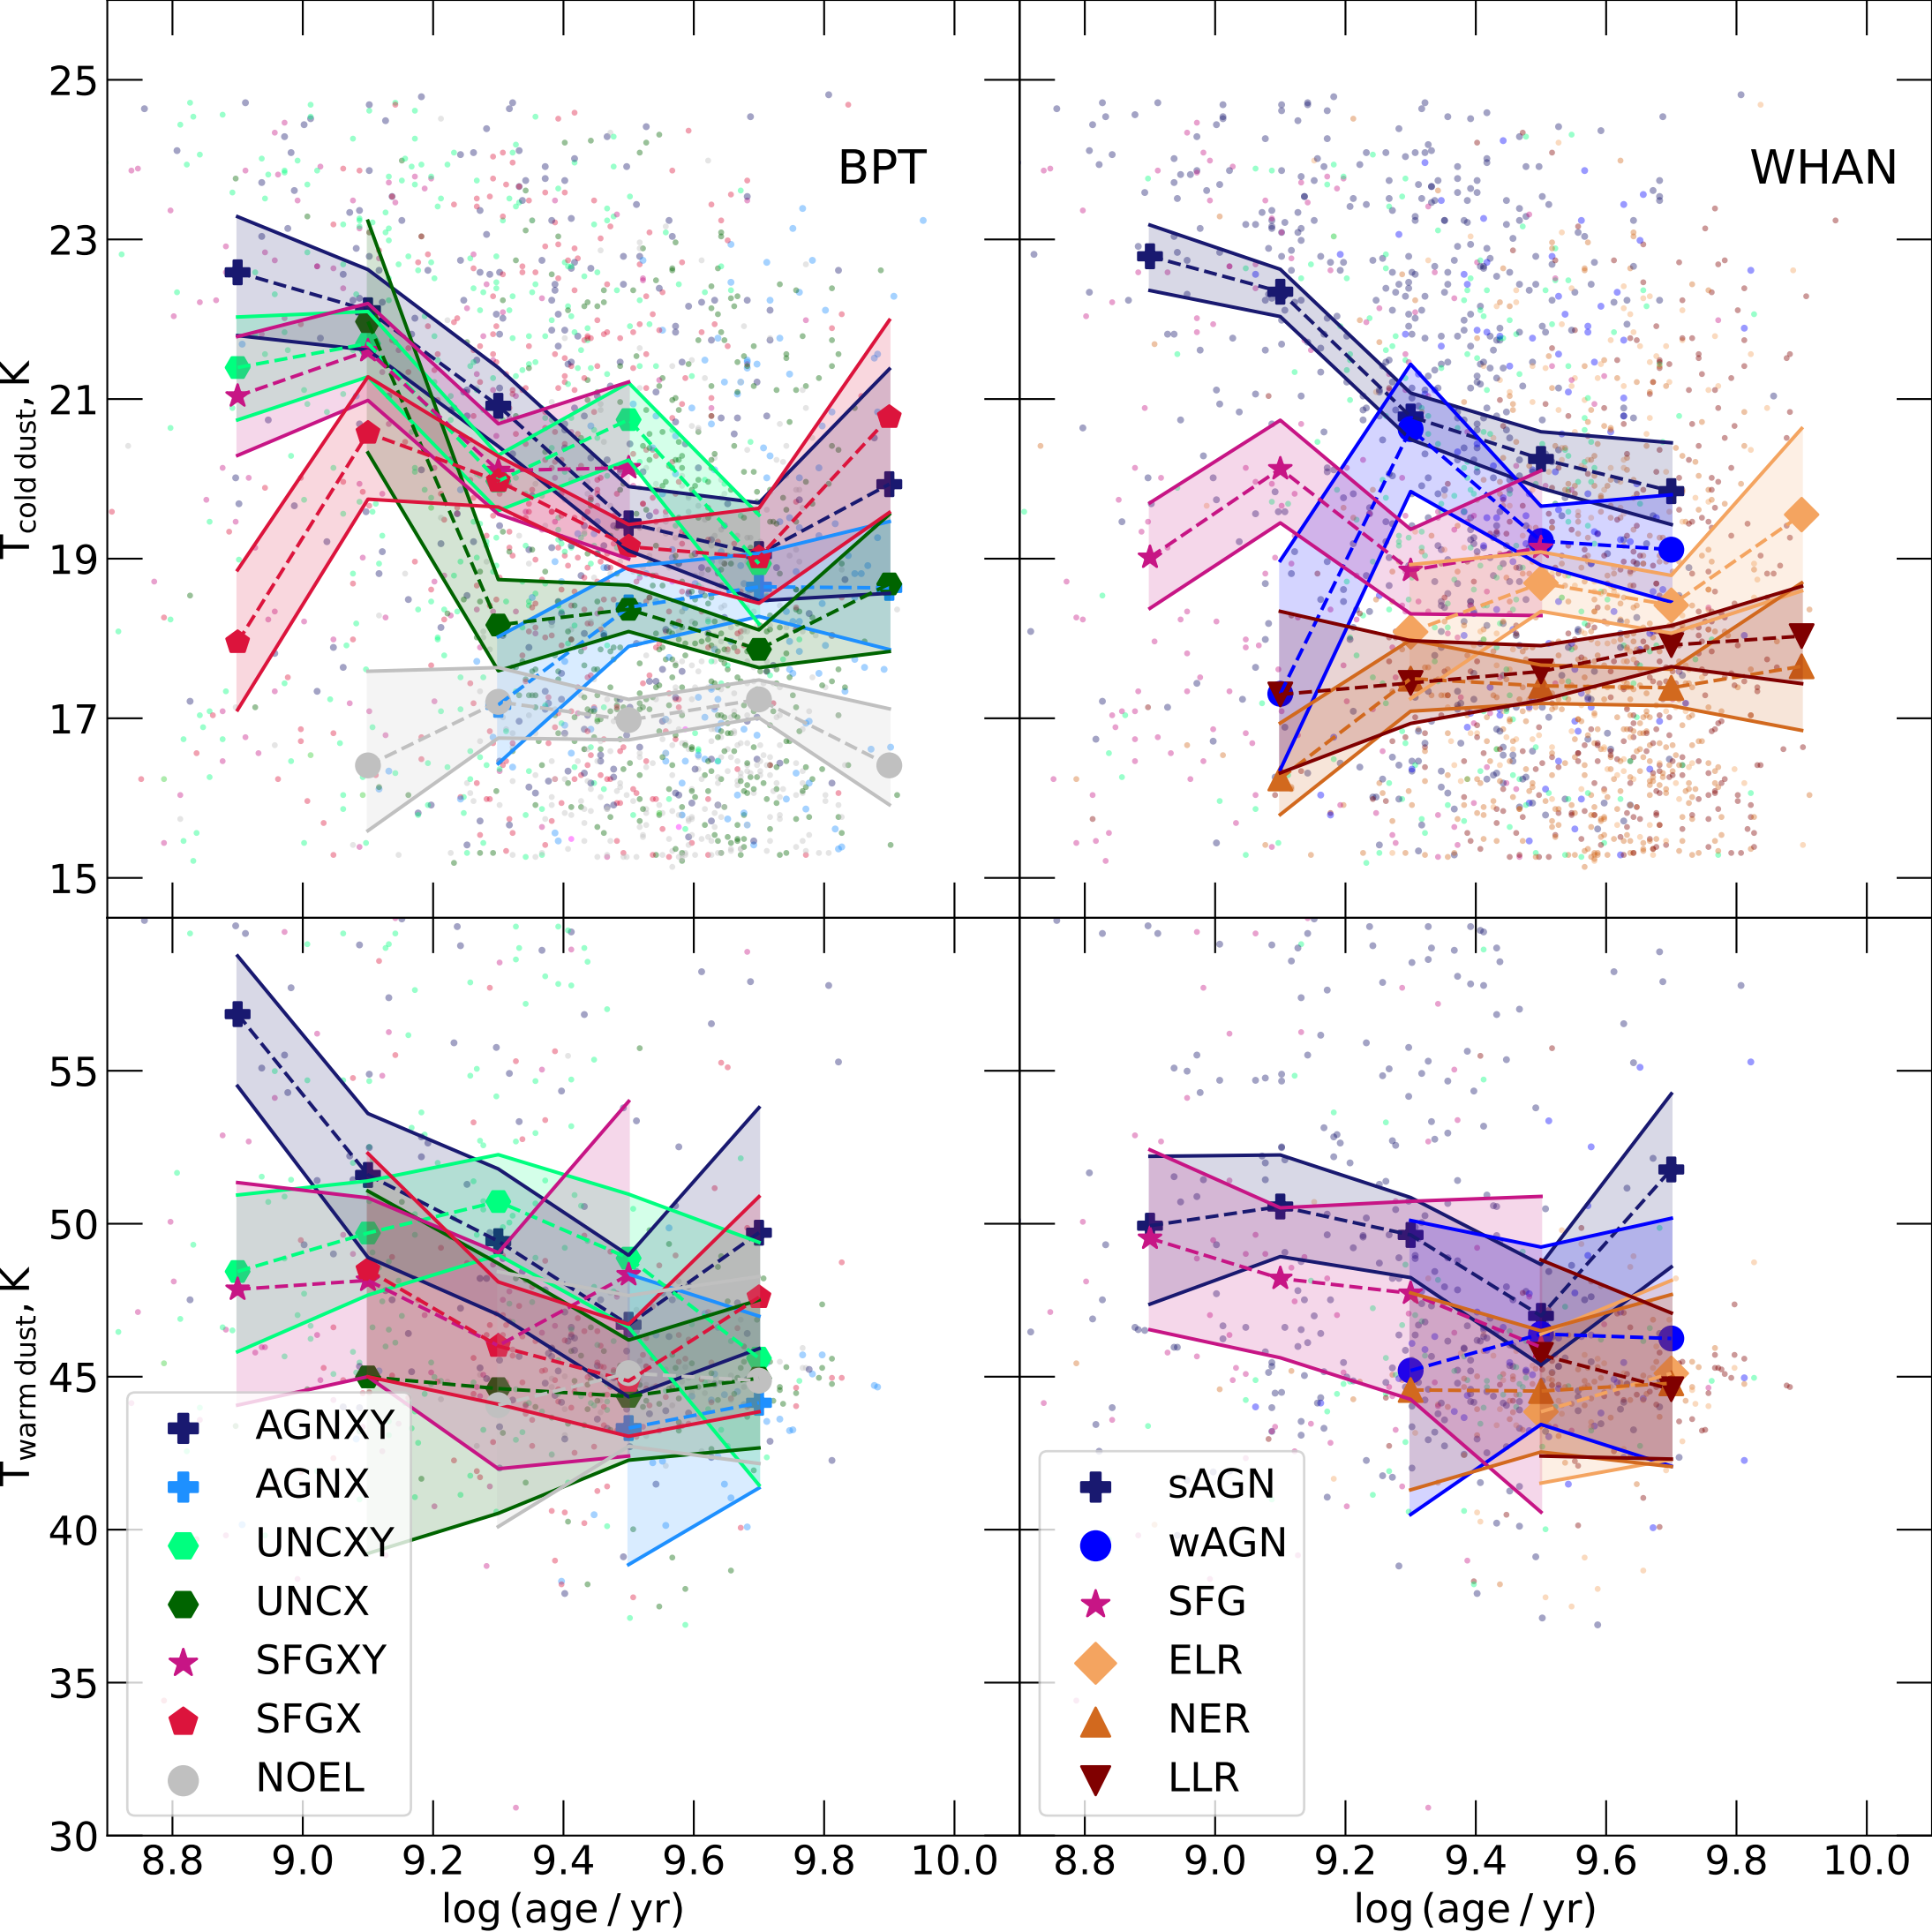 BPT
WHAN
25
23
21
19
17
15
T cold dust, K
55
50
45
40
35
30
T warm dust, K
AGNXY
AGNX
UNCXY
UNCX
SFGXY
SFGX
NOEL
sAGN
wAGN
SFG
ELR
NER
LLR
8.8 9.0 9.2 9.4 9.6 9.8 10.0
8.8 9.0 9.2 9.4 9.6 9.8 10.0
log (age / yr)
log (age / yr)